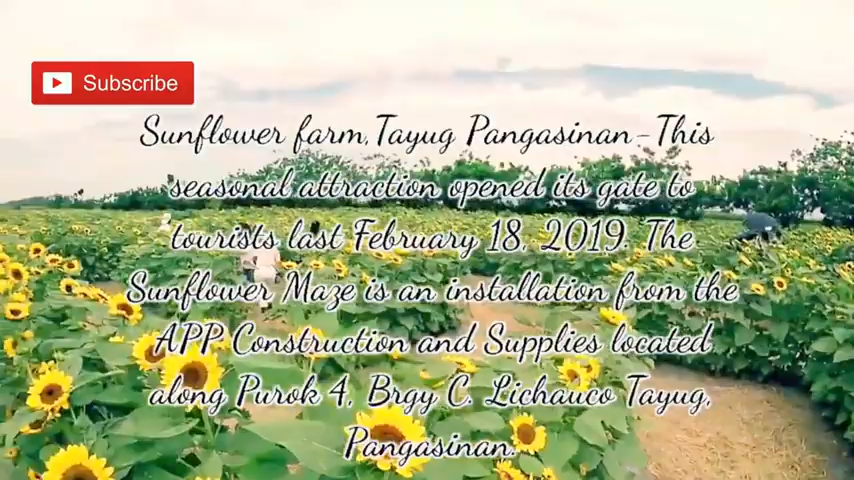 Subscribe
Sunflower farm,Tayug Pangasinan-This
seasonal attraction opened its gate to
tourists last February 18, 2019. The
Sunflower Maze is an installation from the
APP Construction and Supplies located
along Purok 4, Brgy C. Lichauco Tayug,
Pangasinan.